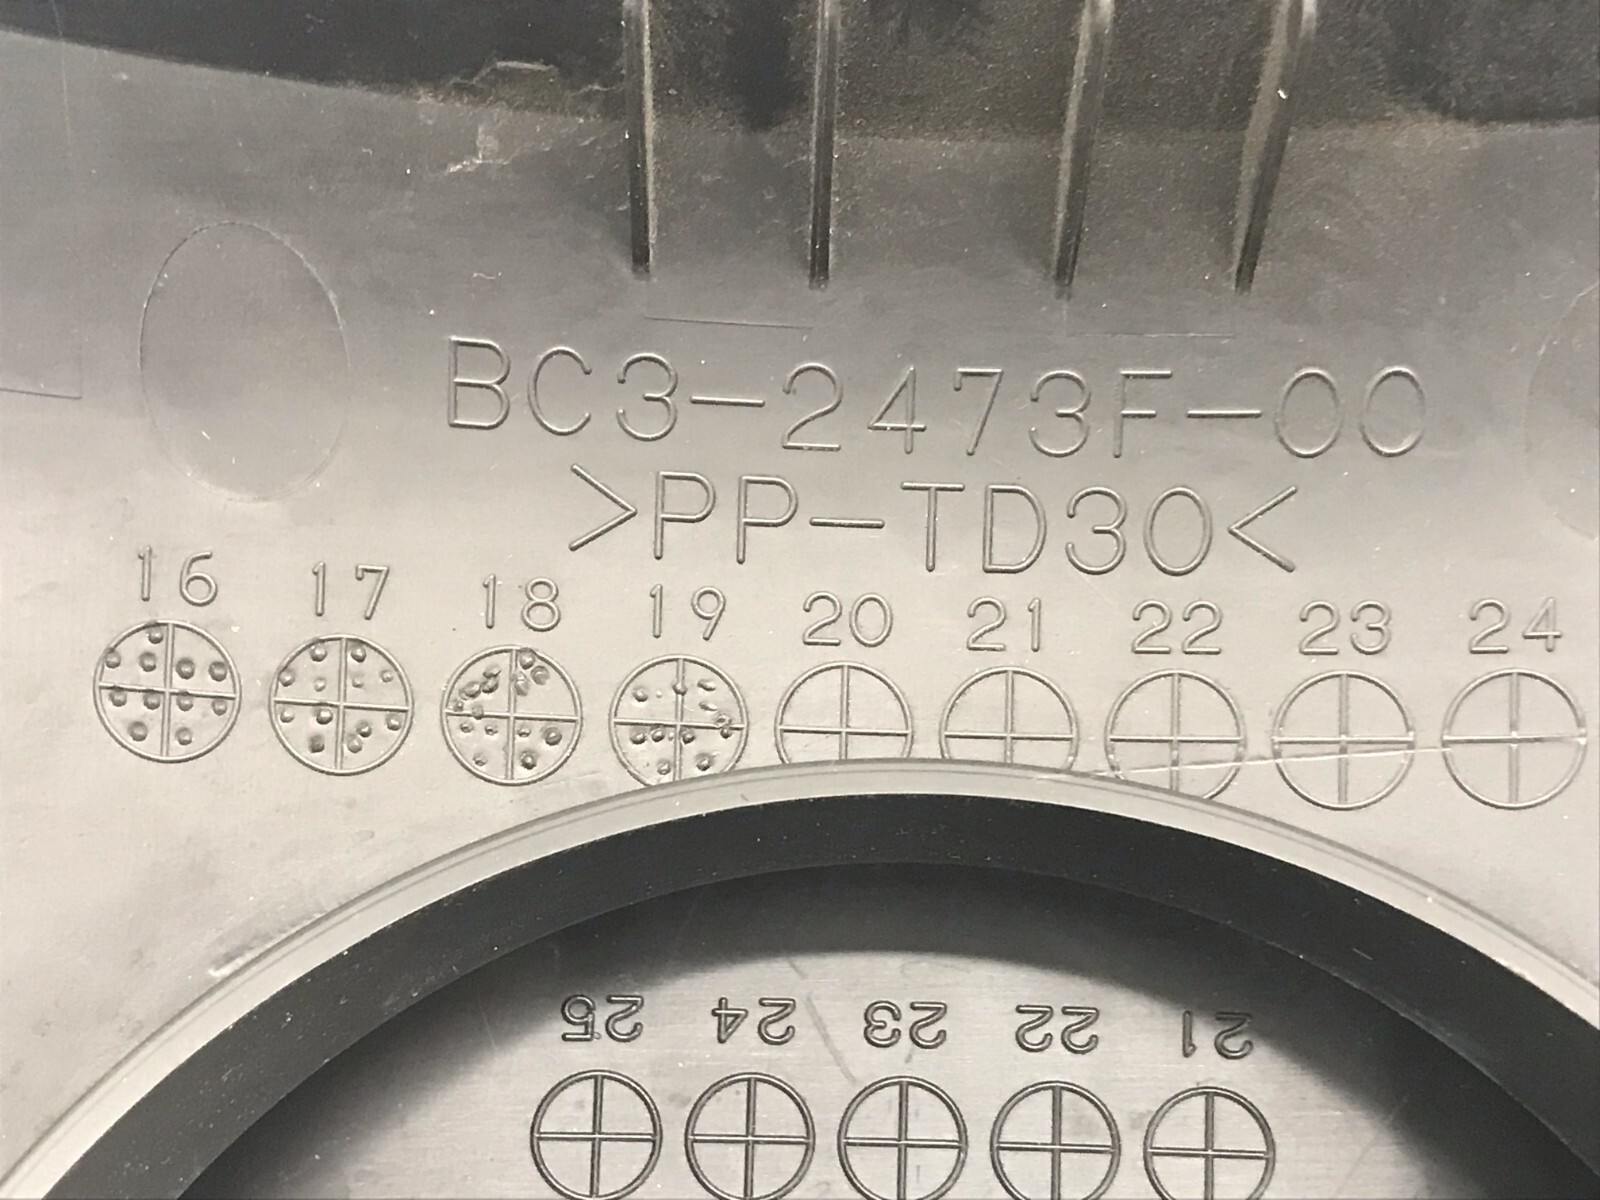 BC3-2473F-00
>PP-TD30<
16 17 18 19 20 21 22 23 24
25 24 23 22 21